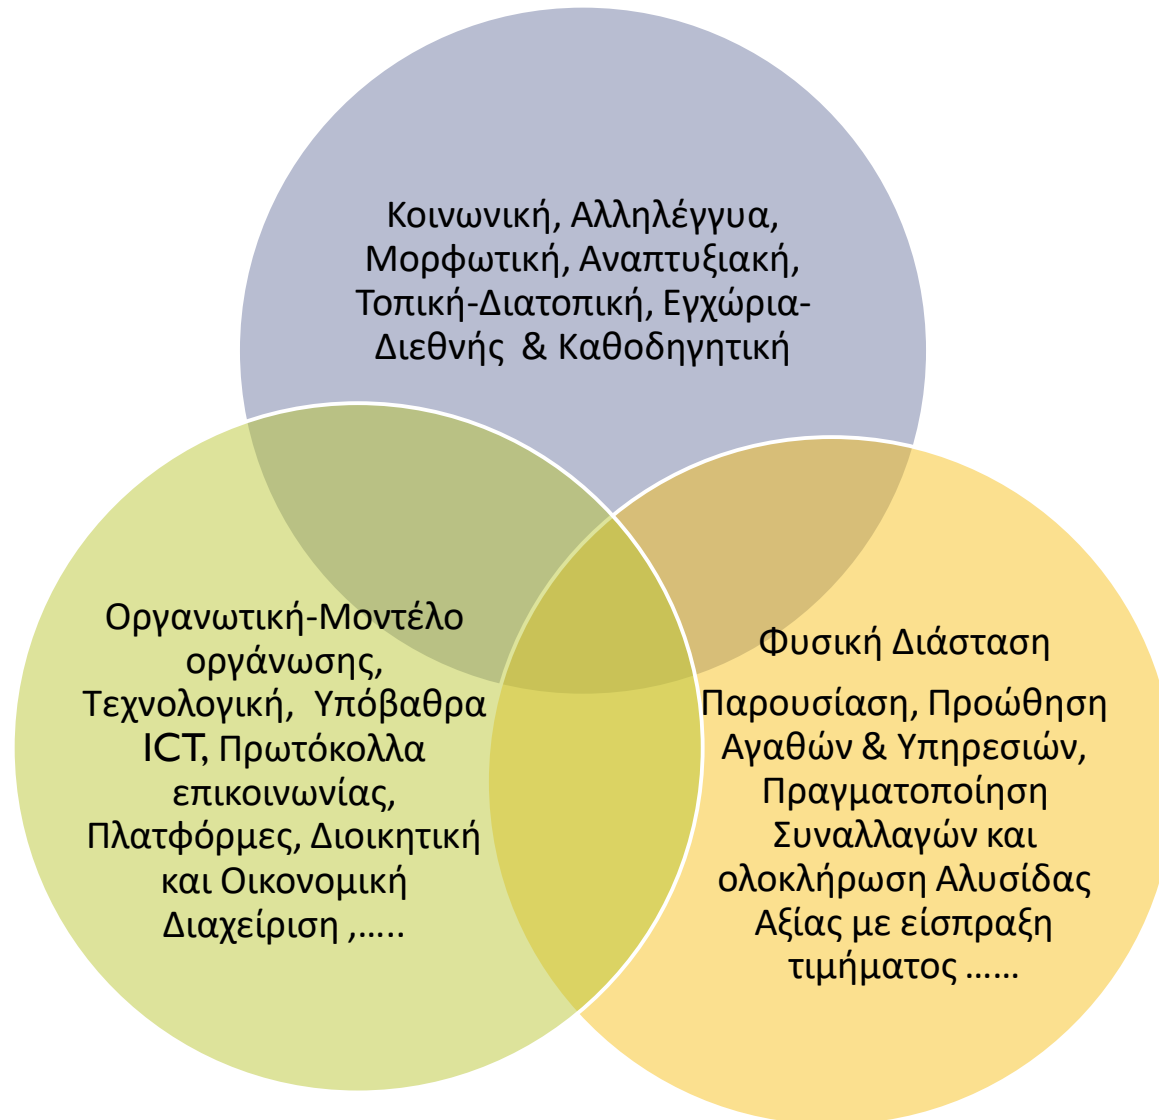 Κοινωνική, Αλληλέγγυα,
Μορφωτική, Αναπτυξιακή,
Τοπική-Διατοπική, Εγχώρια-
Διεθνής & Καθοδηγητική
Οργανωτική-Μοντέλο
οργάνωσης,
Τεχνολογική, Υπόβαθρα
ICT, Πρωτόκολλα
επικοινωνίας,
Πλατφόρμες, Διοικητική
και Οικονομική
Διαχείριση ,.....
Φυσική Διάσταση
Παρουσίαση, Προώθηση
Αγαθών & Υπηρεσιών,
Πραγματοποίηση
Συναλλαγών και
ολοκλήρωση Αλυσίδας
Αξίας με είσπραξη
τιμήματος ......